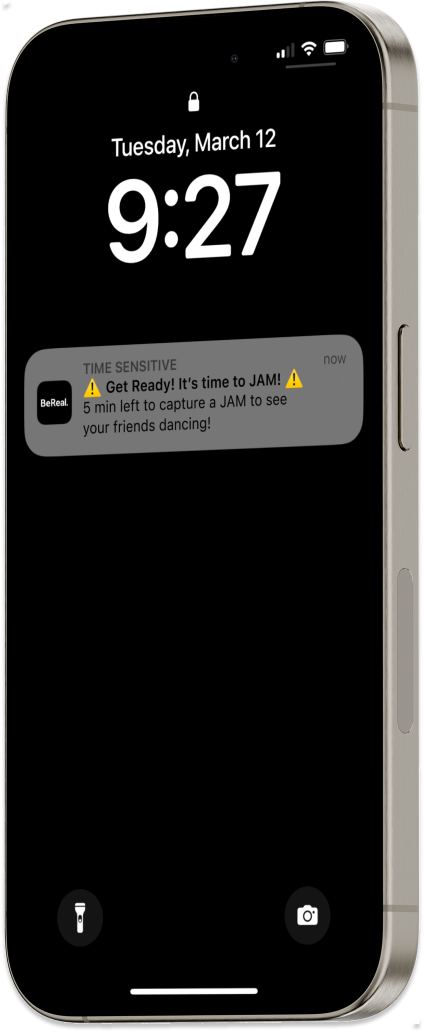 Tuesday, March 12
9:27
TIME SENSITIVE
now
⚠️ Get Ready! It's time to JAM! ⚠️
BeReal.
5 min left to capture a JAM to see
your friends dancing!